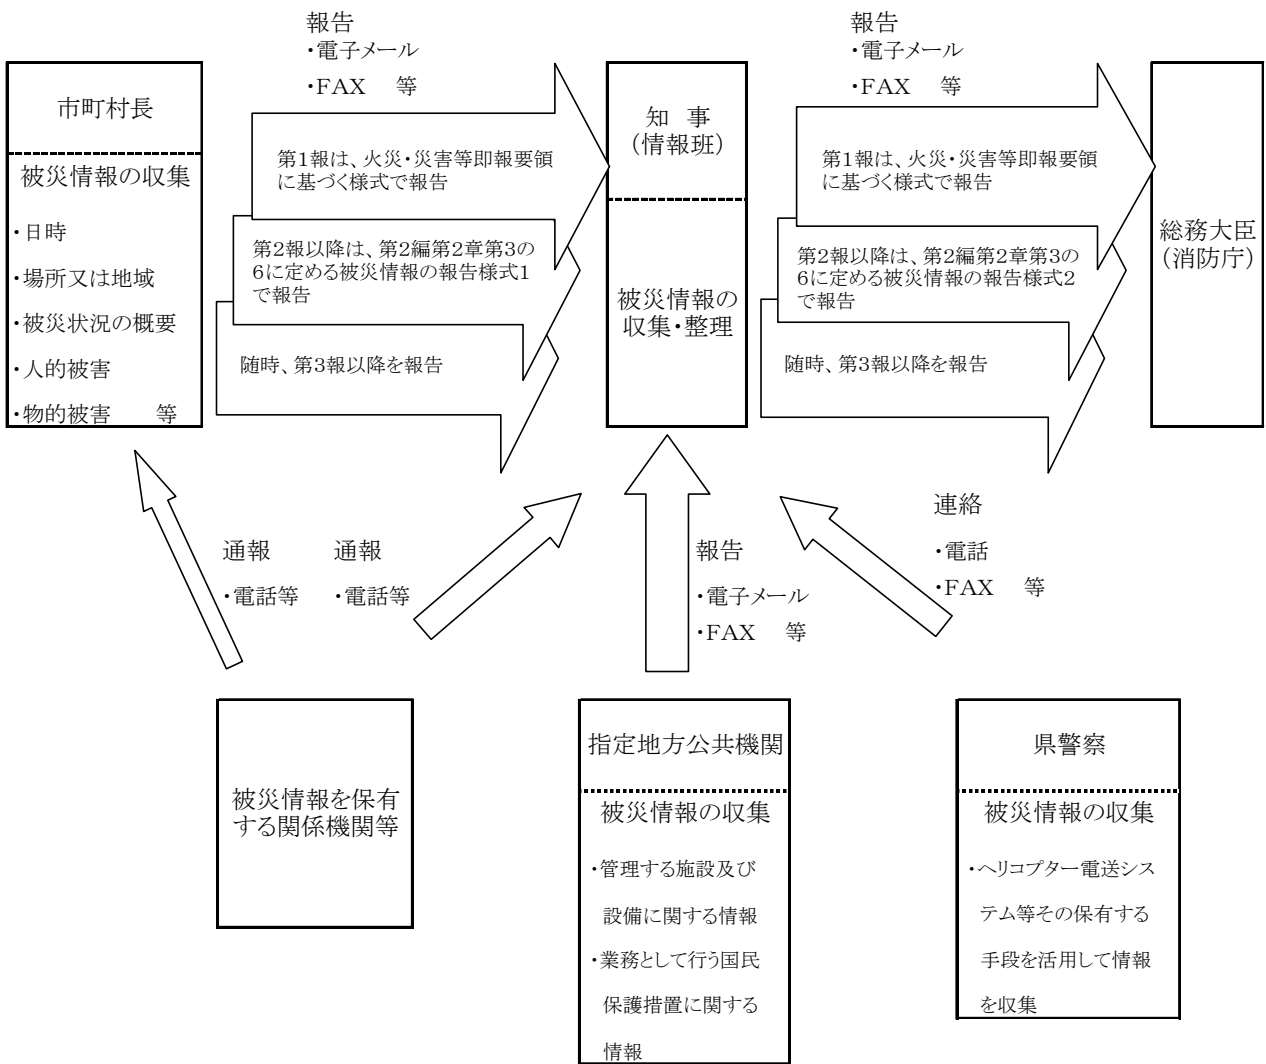 報告
・電子メール
・FAX 等
報告
・電子メール
・FAX 等
市町村長
被災情報の収集
・日時
・場所又は地域
・被災状況の概要
・人的被害
・物的被害 等
第1報は、火災・災害等即報要領
に基づく様式で報告
第2報以降は、第2編第2章第3の
6に定める被災情報の報告様式1
で報告
随時、第3報以降を報告
知 事
(情報班)
被災情報の
収集・整理
第1報は、火災・災害等即報要領
に基づく様式で報告
第2報以降は、第2編第2章第3の
6に定める被災情報の報告様式2
で報告
随時、第3報以降を報告
総務大臣
(消防庁)
通報
・電話等
通報
・電話等
報告
・電子メール
・FAX 等
連絡
・電話
・FAX 等
被災情報を保有
する関係機関等
指定地方公共機関
被災情報の収集
・管理する施設及び
設備に関する情報
・業務として行う国民
保護措置に関する
情報
県警察
被災情報の収集
・ヘリコプター電送シス
テム等その保有する
手段を活用して情報
を収集